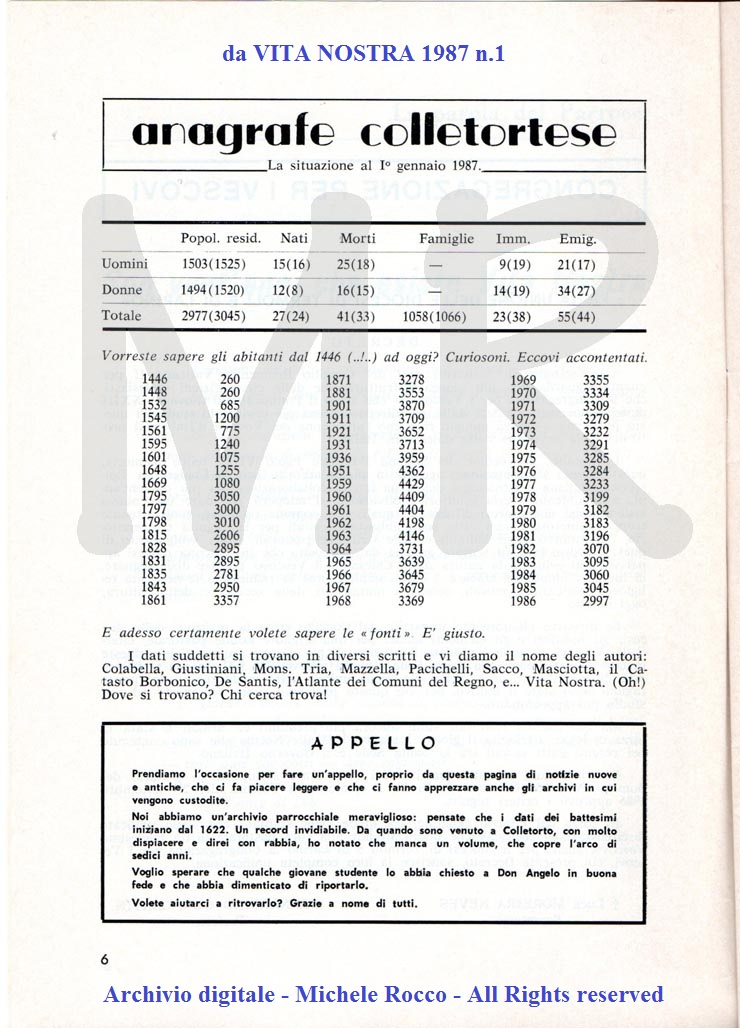 da VITA NOSTRA 1987 n.1
anagrafe colletortese
La situazione al Iº gennaio 1987.
Popol. resid. Nati Morti Famiglie Imm. Emig.
Uomini 1503(1525) 15(16) 25(18) — 9(19) 21(17)
Donne 1494(1520) 12(8) 16(15) — 14(19) 34(27)
Totale 2977(3045) 27(24) 41(33) 1058(1066) 23(38) 55(44)
Vorreste sapere gli abitanti dal 1446 (..!..) ad oggi? Curiosoni. Eccovi accontentati.
1446 260 1871 3278 1969 3355
1448 260 1881 3553 1970 3334
1532 685 1901 3870 1971 3309
1545 1200 1911 3709 1972 3279
1561 775 1921 3652 1973 3232
1595 1240 1931 3713 1974 3291
1601 1075 1936 3959 1975 3285
1648 1255 1951 4362 1976 3284
1669 1080 1959 4429 1977 3233
1795 3050 1960 4409 1978 3199
1797 3000 1961 4404 1979 3182
1798 3010 1962 4198 1980 3183
1815 2606 1963 4146 1981 3196
1828 2895 1964 3731 1982 3070
1831 2895 1965 3639 1983 3095
1835 2781 1966 3645 1984 3060
1843 2950 1967 3679 1985 3045
1861 3357 1968 3369 1986 2997
E adesso certamente volete sapere le « fonti » E' giusto.
I dati suddetti si trovano in diversi scritti e vi diamo il nome degli autori:
Colabella, Giustiniani, Mons. Tria, Mazzella, Pacichelli, Sacco, Masciotta, il Ca-
tasto Borbonico, De Santis, l'Atlante dei Comuni del Regno, e... Vita Nostra. (Oh!)
Dove si trovano? Chi cerca trova!
APPELLO
Prendiamo l'occasione per fare un'appello, proprio da questa pagina di notizie nuove
e antiche, che ci fa piacere leggere e che ci fanno apprezzare anche gli archivi in cui
vengono custodite.
Noi abbiamo un'archivio parrocchiale meraviglioso: pensate che i dati dei battesimi
iniziano dal 1622. Un record invidiabile. Da quando sono venuto a Colletorto, con molto
dispiacere e direi con rabbia, ho notato che manca un volume, che copre l'arco di
sedici anni.
Voglio sperare che qualche giovane studente lo abbia chiesto a Don Angelo in buona
fede e che abbia dimenticato di riportarlo.
Volete aiutarci a ritrovarlo? Grazie a nome di tutti.
6
Archivio digitale - Michele Rocco - All Rights reserved
MR